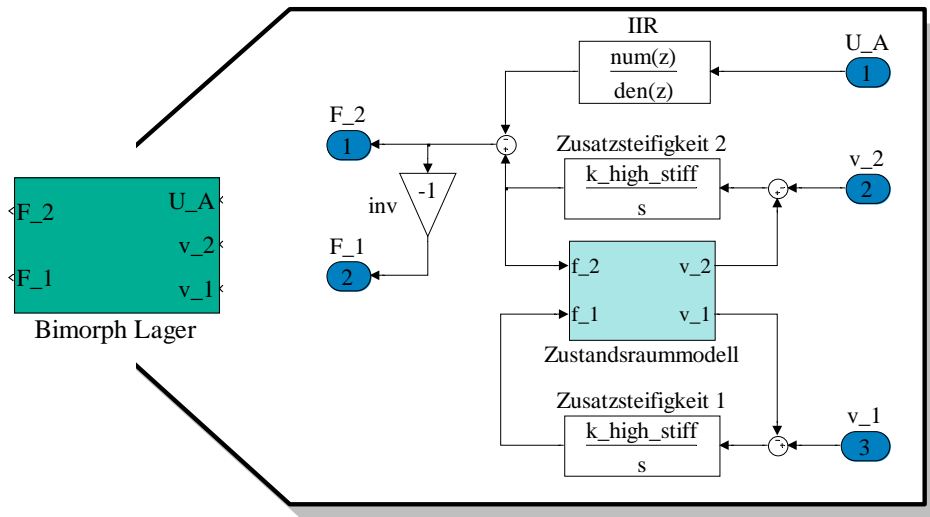 IIR
num(z)
den(z)
U_A
1
F_2
1
-1
inv
F_1
2
Zusatzsteifigkeit 2
k_high_stiff
s
v_2
2
F_2
F_1
U_A
v_2
v_1
Bimorph Lager
f_2
f_1
v_2
v_1
Zustandsraummodell
Zusatzsteifigkeit 1
k_high_stiff
s
v_1
3